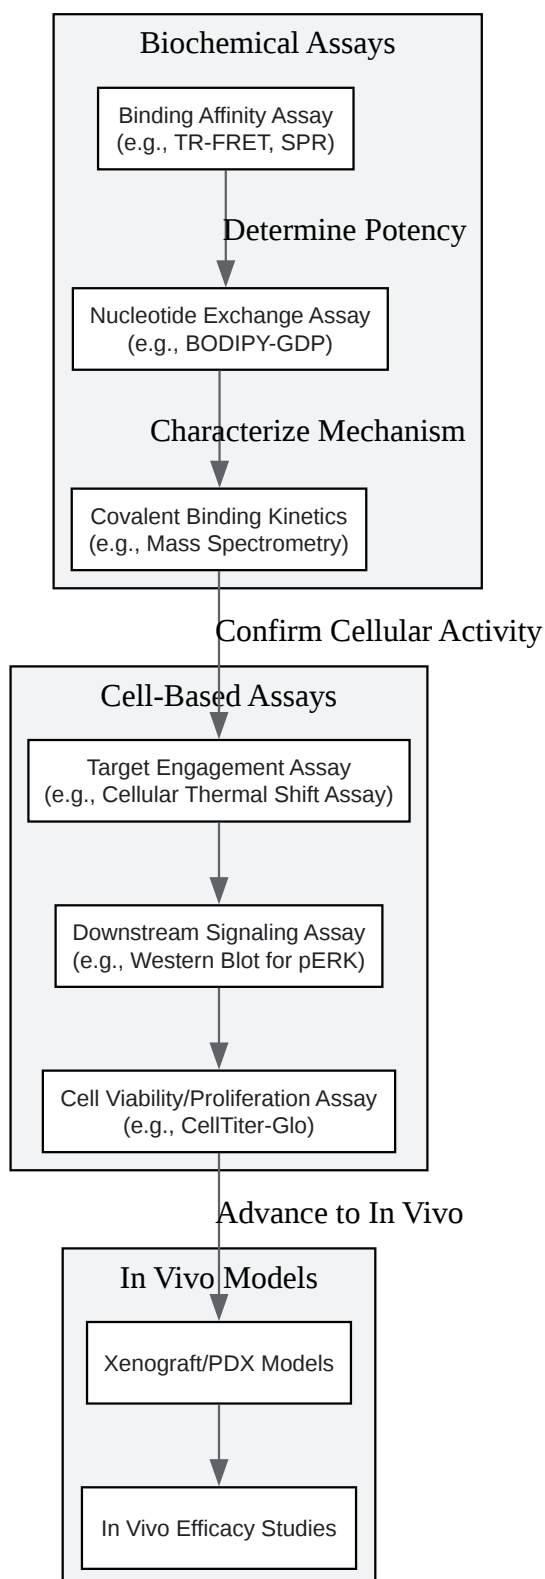 Biochemical Assays
Binding Affinity Assay
(e.g., TR-FRET, SPR)
Determine Potency
Nucleotide Exchange Assay
(e.g., BODIPY-GDP)
Characterize Mechanism
Covalent Binding Kinetics
(e.g., Mass Spectrometry)
Confirm Cellular Activity
Cell-Based Assays
Target Engagement Assay
(e.g., Cellular Thermal Shift Assay)
Downstream Signaling Assay
(e.g., Western Blot for pERK)
Cell Viability/Proliferation Assay
(e.g., CellTiter-Glo)
Advance to In Vivo
In Vivo Models
Xenograft/PDX Models
In Vivo Efficacy Studies